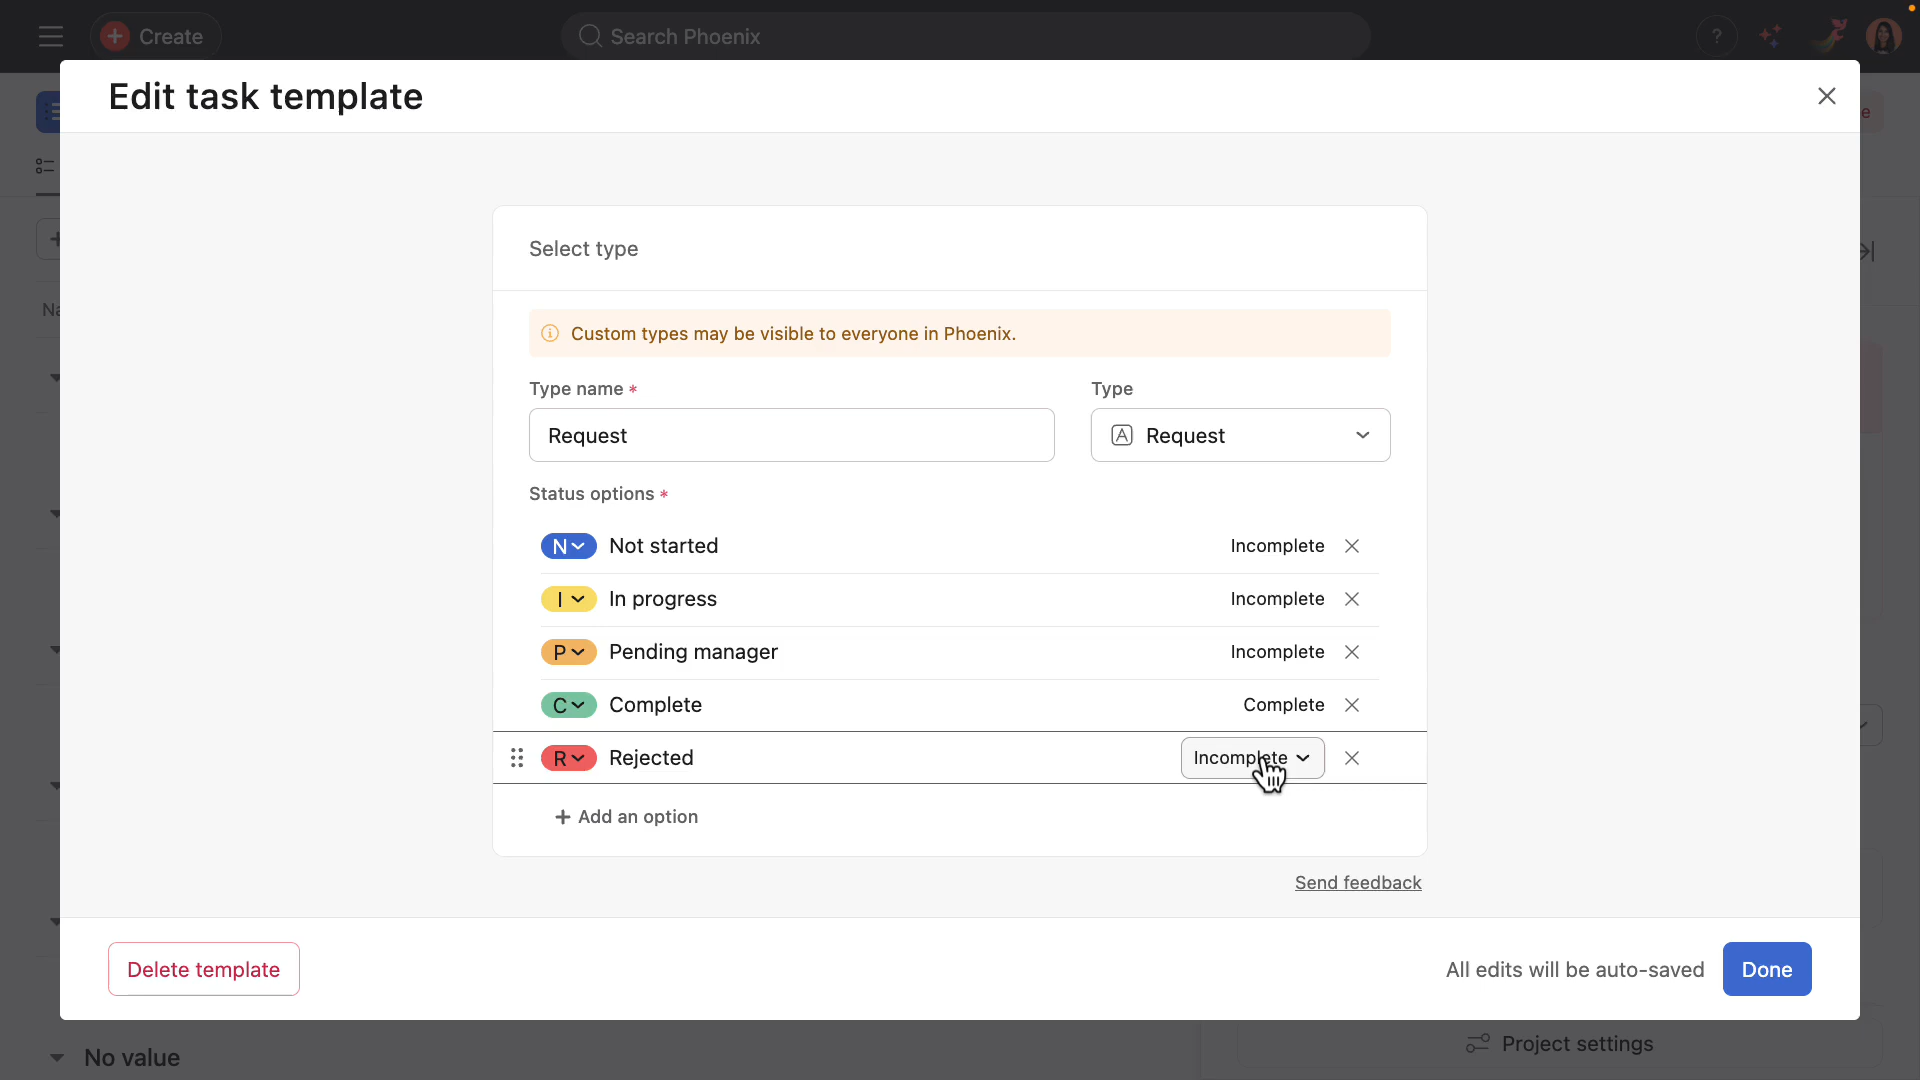 Create
Search Phoenix
?
Edit task template
Select type
Custom types may be visible to everyone in Phoenix.
Type name *
Type
Request
A Request
Status options *
N Not started Incomplete
I In progress Incomplete
P Pending manager Incomplete
C Complete Complete
R Rejected Incomplete
+ Add an option
Send feedback
Delete template
All edits will be auto-saved
Done
No value
Project settings